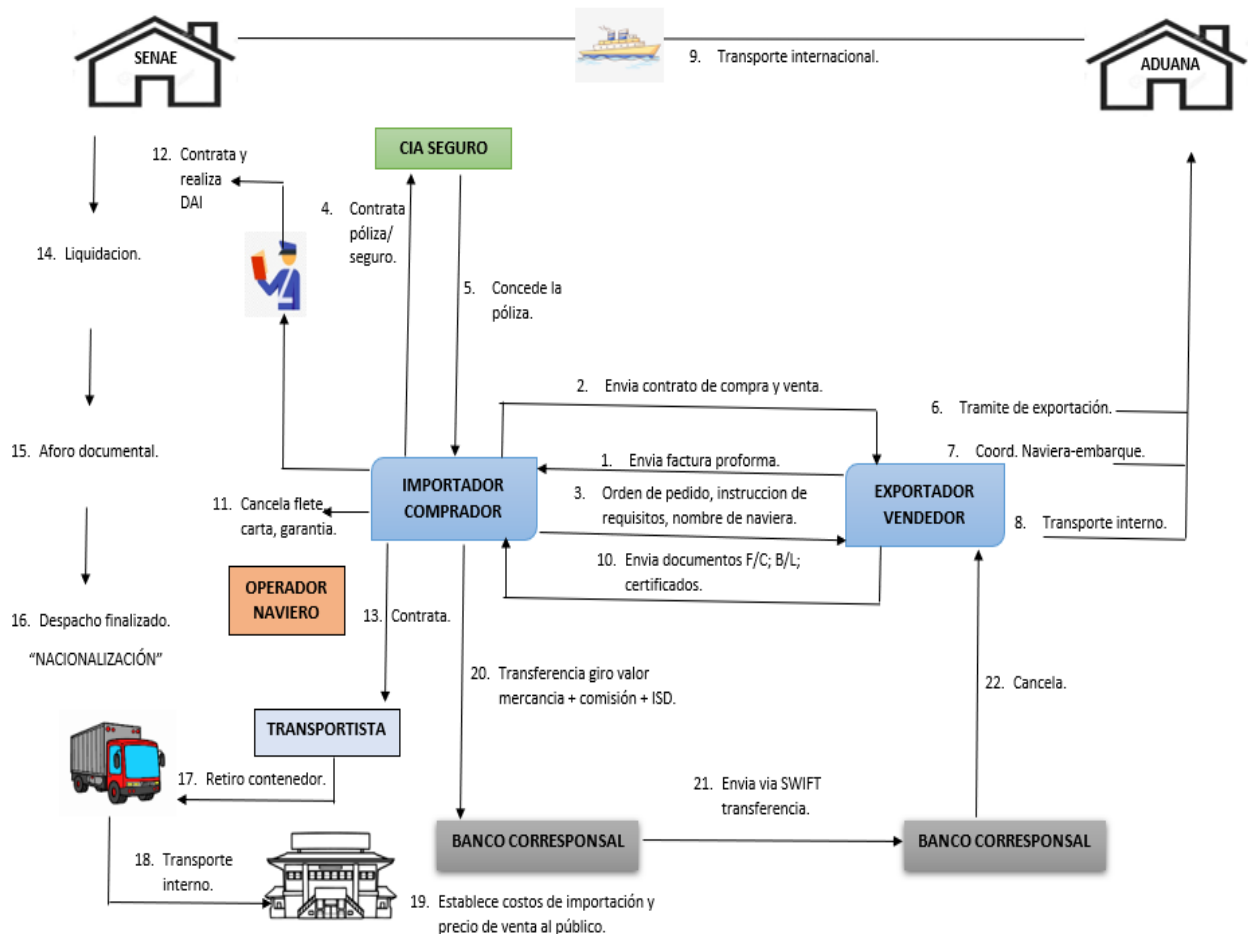 SENAE
9. Transporte internacional.
ADUANA
12. Contrata y
realiza
DAI
CIA SEGURO
4. Contrata
póliza/
seguro.
14. Liquidacion.
5. Concede la
póliza.
2. Envia contrato de compra y venta.
6. Tramite de exportación.
15. Aforo documental.
1. Envia factura proforma.
7. Coord. Naviera-embarque.
IMPORTADOR
COMPRADOR
3. Orden de pedido, instruccion de
requisitos, nombre de naviera.
EXPORTADOR
VENDEDOR
11. Cancela flete,
carta, garantia.
8. Transporte interno.
10. Envia documentos F/C; B/L;
certificados.
OPERADOR
NAVIERO
13. Contrata.
16. Despacho finalizado.
“NACIONALIZACIÓN”
20. Transferencia giro valor
mercancia + comisión + ISD.
22. Cancela.
TRANSPORTISTA
17. Retiro contenedor.
21. Envia via SWIFT
transferencia.
BANCO CORRESPONSAL
BANCO CORRESPONSAL
18. Transporte
interno.
19. Establece costos de importación y
precio de venta al público.